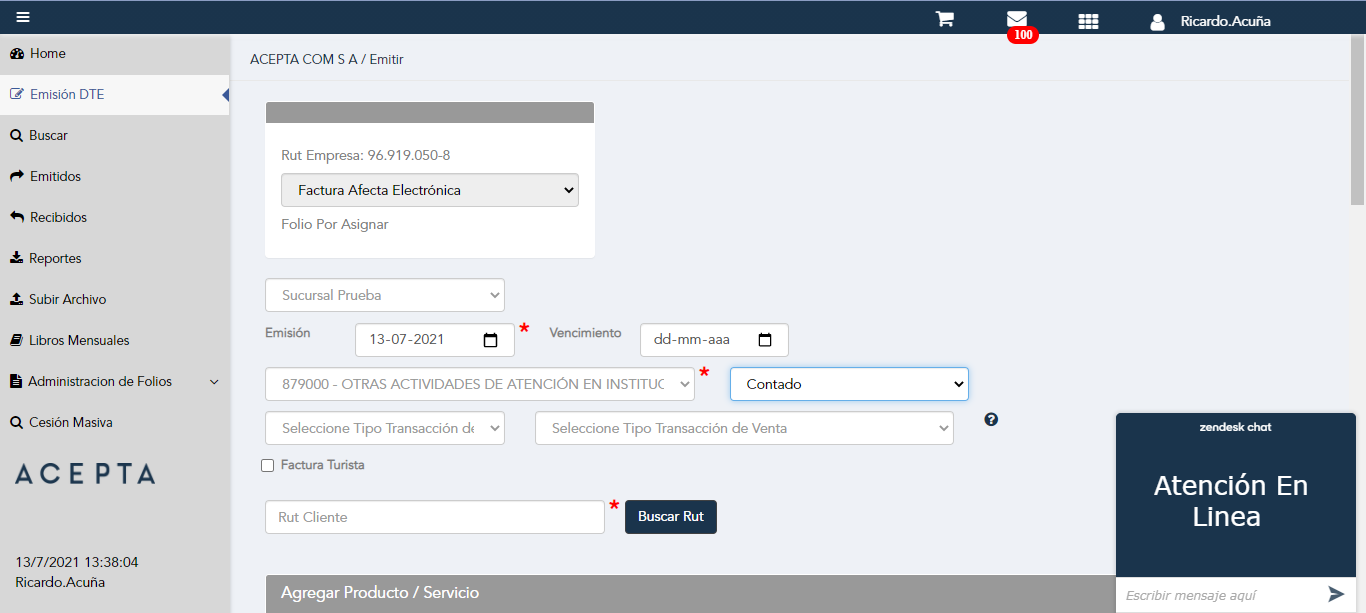 100
Ricardo.Acuña
Home
Emisión DTE
Buscar
Emitidos
Recibidos
Reportes
Subir Archivo
Libros Mensuales
Administracion de Folios
Cesión Masiva
ACEPTA
13/7/2021 13:38:04
Ricardo.Acuña
ACEPTA COM S A / Emitir
Rut Empresa: 96.919.050-8
Factura Afecta Electrónica
Folio Por Asignar
Sucursal Prueba
Emisión 13-07-2021 * Vencimiento dd-mm-aaa
879000 - OTRAS ACTIVIDADES DE ATENCIÓN EN INSTITUC * Contado
Seleccione Tipo Transacción de Seleccione Tipo Transacción de Venta ?
Factura Turista
Rut Cliente * Buscar Rut
Agregar Producto / Servicio
zendesk chat
Atención En
Linea
Escribir mensaje aquí